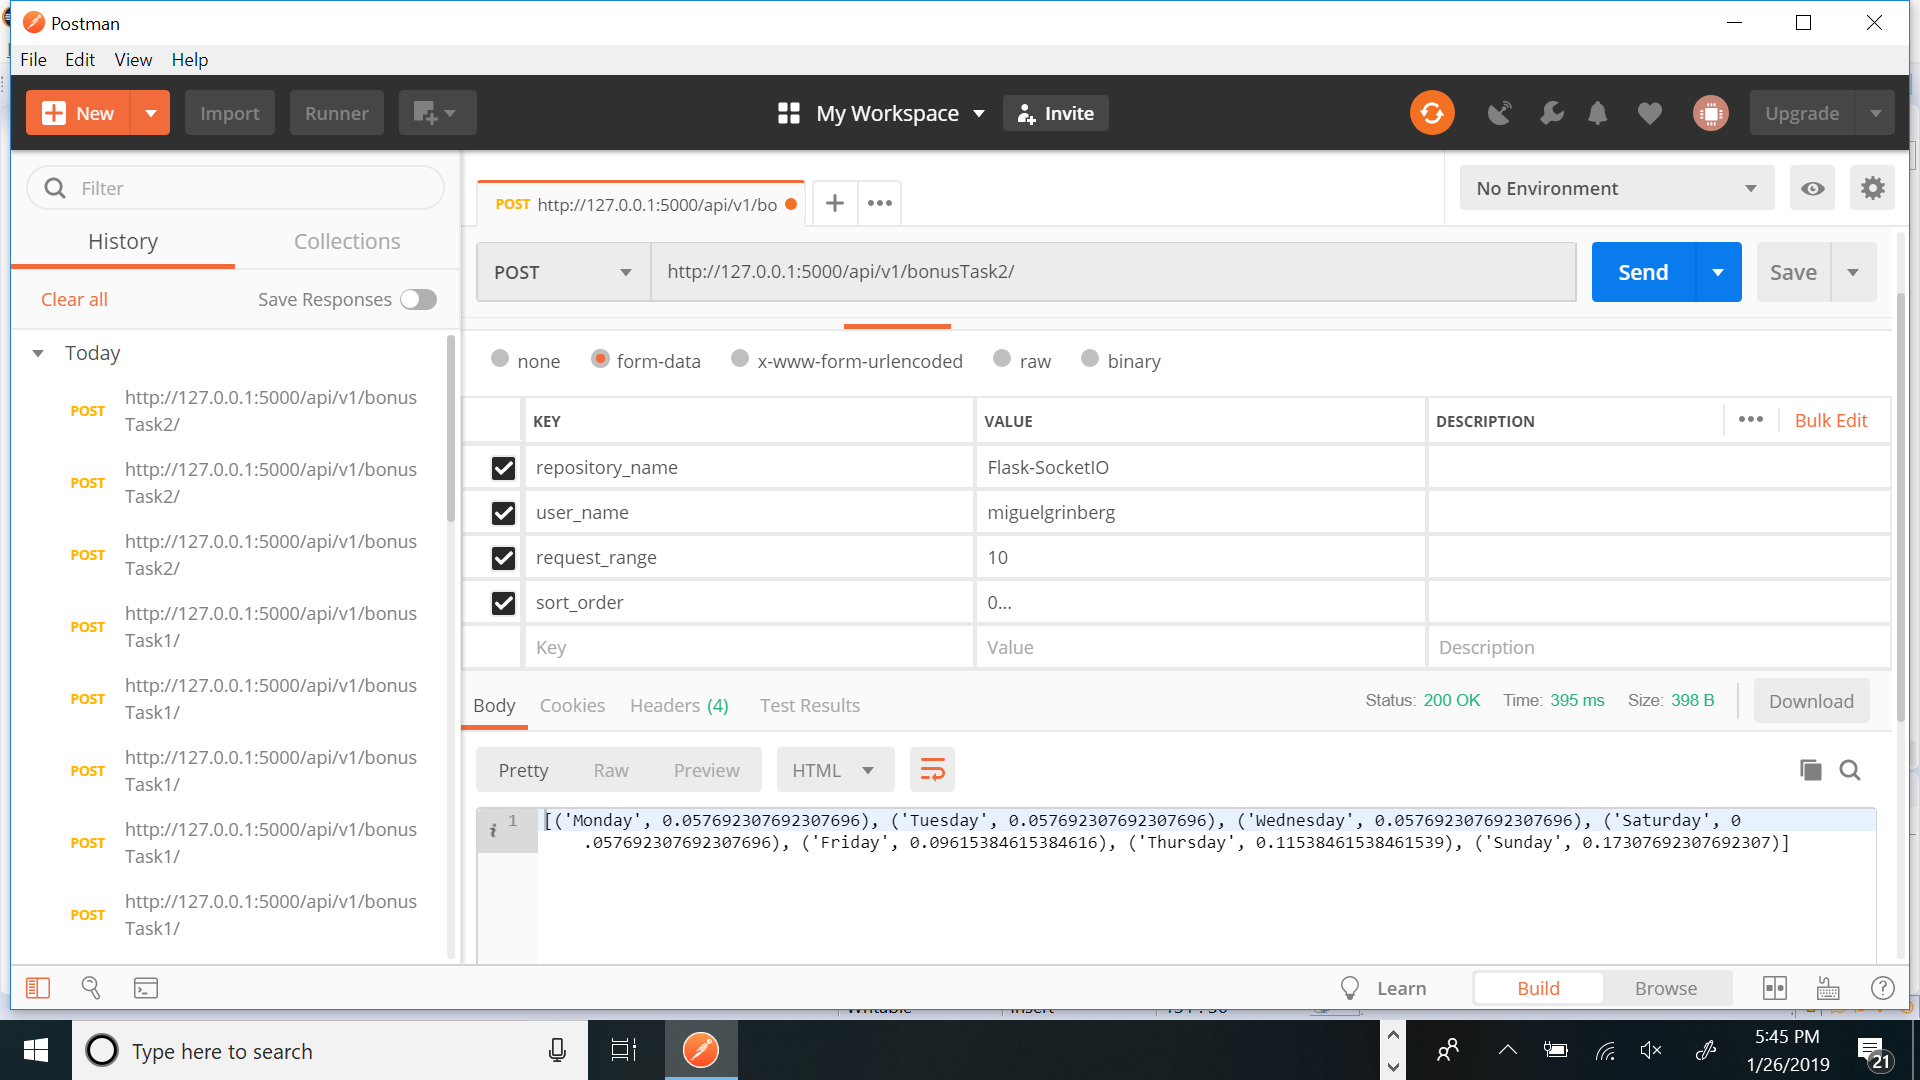 Postman
File Edit View Help
New Import Runner My Workspace Invite Upgrade
Filter
History Collections
Clear all Save Responses
Today
POST http://127.0.0.1:5000/api/v1/bonus
Task2/
POST http://127.0.0.1:5000/api/v1/bonus
Task2/
POST http://127.0.0.1:5000/api/v1/bonus
Task2/
POST http://127.0.0.1:5000/api/v1/bonus
Task1/
POST http://127.0.0.1:5000/api/v1/bonus
Task1/
POST http://127.0.0.1:5000/api/v1/bonus
Task1/
POST http://127.0.0.1:5000/api/v1/bonus
Task1/
POST http://127.0.0.1:5000/api/v1/bonus
Task1/
POST http://127.0.0.1:5000/api/v1/bo
No Environment
POST http://127.0.0.1:5000/api/v1/bonusTask2/ Send Save
none form-data x-www-form-urlencoded raw binary
KEY VALUE DESCRIPTION Bulk Edit
repository_name Flask-SocketIO
user_name miguelgrinberg
request_range 10
sort_order 0...
Key Value Description
Body Cookies Headers (4) Test Results Status: 200 OK Time: 395 ms Size: 398 B Download
Pretty Raw Preview HTML
1 [('Monday', 0.057692307692307696), ('Tuesday', 0.057692307692307696), ('Wednesday', 0.057692307692307696), ('Saturday', 0
.057692307692307696), ('Friday', 0.09615384615384616), ('Thursday', 0.11538461538461539), ('Sunday', 0.17307692307692307)]
Learn Build Browse
Type here to search
5:45 PM
1/26/2019
21